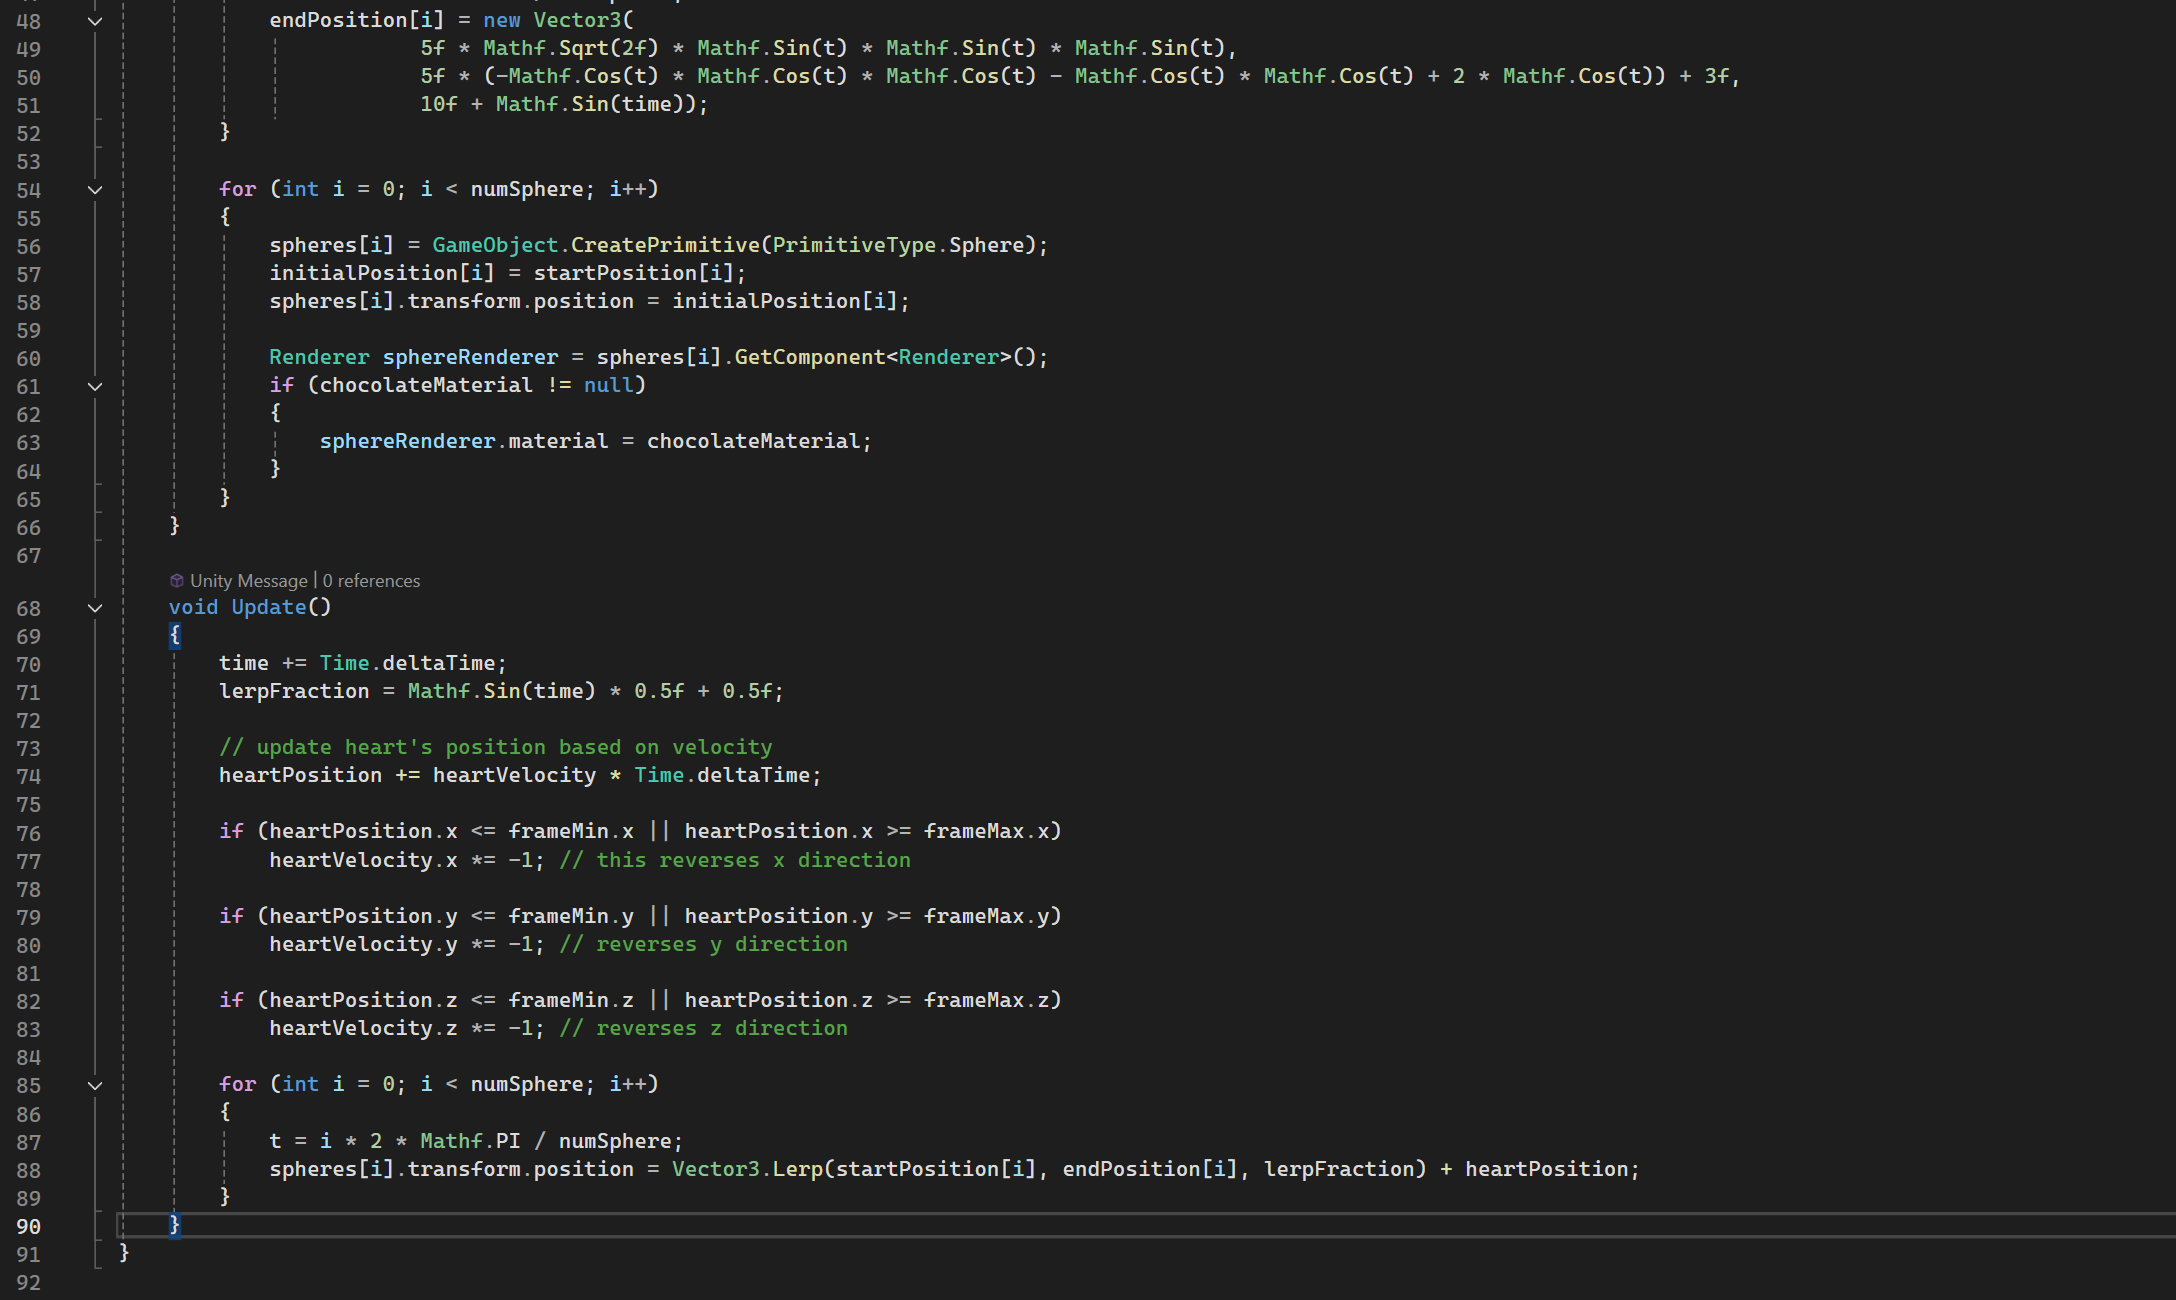 48 endPosition[i] = new Vector3(
49 5f * Mathf.Sqrt(2f) * Mathf.Sin(t) * Mathf.Sin(t) * Mathf.Sin(t),
50 5f * (-Mathf.Cos(t) * Mathf.Cos(t) * Mathf.Cos(t) - Mathf.Cos(t) * Mathf.Cos(t) + 2 * Mathf.Cos(t)) + 3f,
51 10f + Mathf.Sin(time));
52 }
53
54 for (int i = 0; i < numSphere; i++)
55 {
56 spheres[i] = GameObject.CreatePrimitive(PrimitiveType.Sphere);
57 initialPosition[i] = startPosition[i];
58 spheres[i].transform.position = initialPosition[i];
59
60 Renderer sphereRenderer = spheres[i].GetComponent<Renderer>();
61 if (chocolateMaterial != null)
62 {
63 sphereRenderer.material = chocolateMaterial;
64 }
65 }
66 }
67
Unity Message | 0 references
68 void Update()
69 {
70 time += Time.deltaTime;
71 lerpFraction = Mathf.Sin(time) * 0.5f + 0.5f;
72
73 // update heart's position based on velocity
74 heartPosition += heartVelocity * Time.deltaTime;
75
76 if (heartPosition.x <= frameMin.x || heartPosition.x >= frameMax.x)
77 heartVelocity.x *= -1; // this reverses x direction
78
79 if (heartPosition.y <= frameMin.y || heartPosition.y >= frameMax.y)
80 heartVelocity.y *= -1; // reverses y direction
81
82 if (heartPosition.z <= frameMin.z || heartPosition.z >= frameMax.z)
83 heartVelocity.z *= -1; // reverses z direction
84
85 for (int i = 0; i < numSphere; i++)
86 {
87 t = i * 2 * Mathf.PI / numSphere;
88 spheres[i].transform.position = Vector3.Lerp(startPosition[i], endPosition[i], lerpFraction) + heartPosition;
89 }
90 }
91 }
92